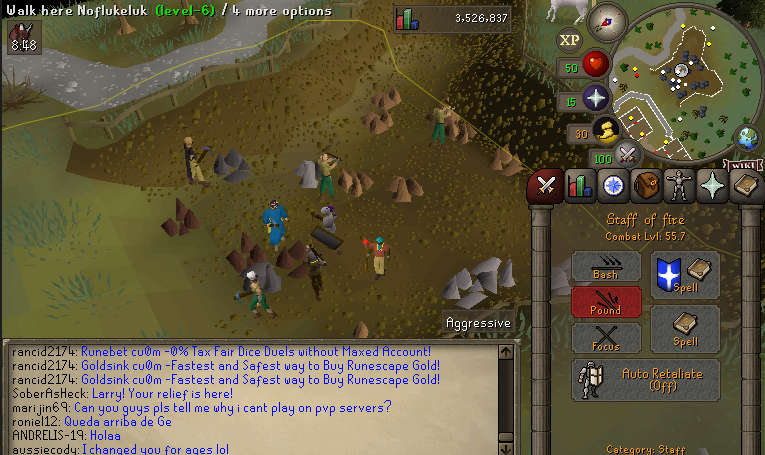 Walk here Noflukeluk (level-6) / 4 more options
3,526,837
8:48
XP
50
15
30
100
WIKI
Staff of fire
Combat Lvl: 55.7
Bash
Spell
Pound
Spell
Focus
Auto Retaliate
(Off)
Category: Staff
Aggressive
rancid2174: Runebet cu0m -0% Tax Fair Dice Duels without Maxed Account!
rancid2174: Goldsink cu0m -Fastest and Safest way to Buy Runescape Gold!
rancid2174: Goldsink cu0m -Fastest and Safest way to Buy Runescape Gold!
SoberAsHeck: Larry! Your relief is here!
marijin69: Can you guys pls tell me why i cant play on pvp servers?
roniel12: Queda arriba de Ge
ANDRELIS-19: Holaa
aussiecody: I changed you for ages lol